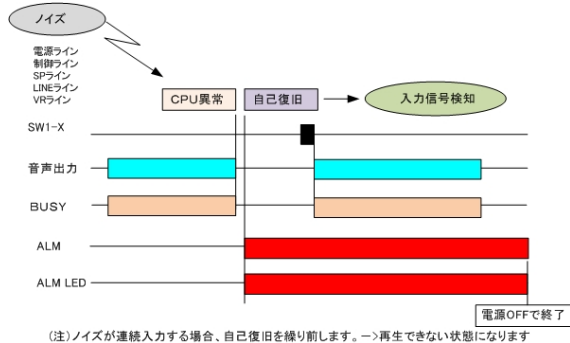 ノイズ
電源ライン
制御ライン
SPライン
LINEライン
VRライン
CPU異常
自己復旧
入力信号検知
SW1-X
音声出力
BUSY
ALM
ALM LED
電源OFFで終了
(注)ノイズが連続入力する場合、自己復旧を繰り前します。ー>再生できない状態になります